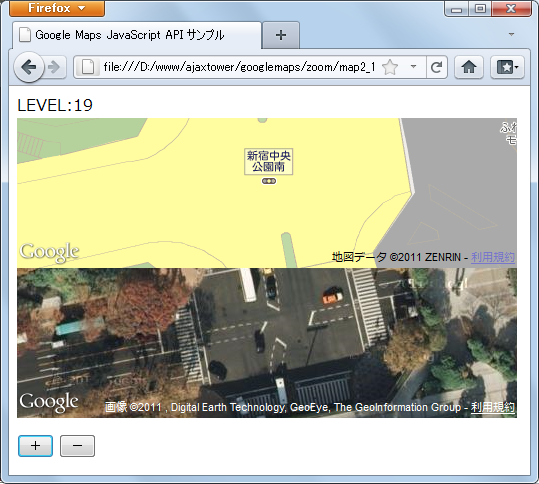 Firefox
Google Maps JavaScript API サンプル
file:///D:/www/ajaxtower/googlemaps/zoom/map2_1
LEVEL:19
新宿中央
公園南
Google
地図データ ©2011 ZENRIN - 利用規約
Google
画像 ©2011 , Digital Earth Technology, GeoEye, The GeoInformation Group - 利用規約
+
−